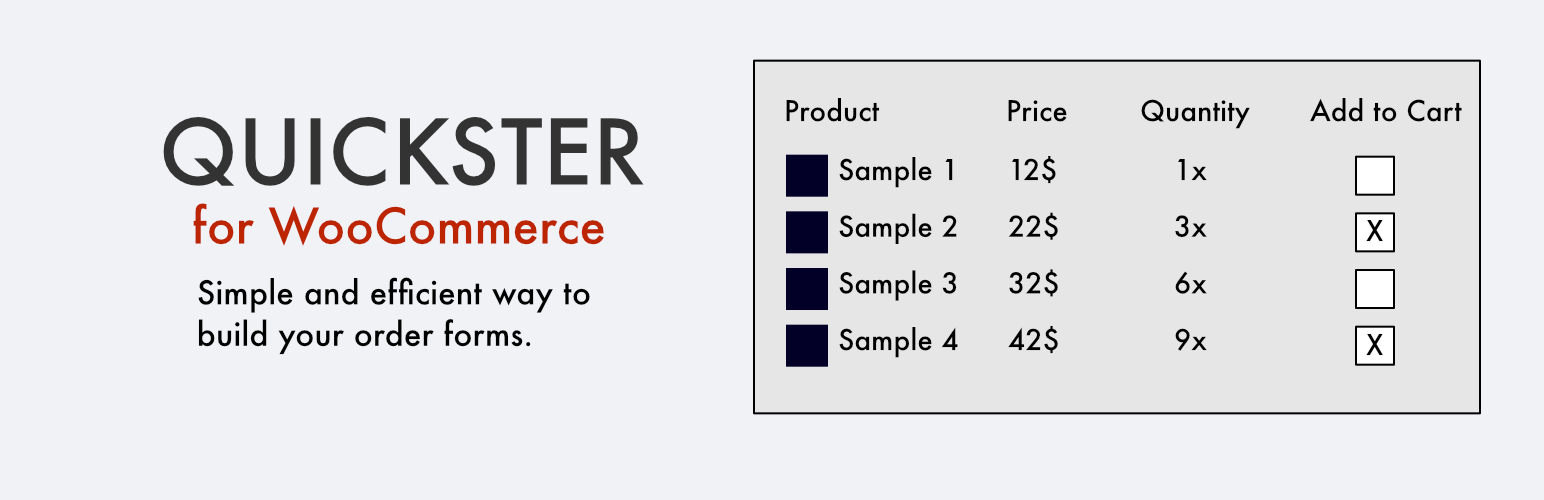 QUICKSTER
for WooCommerce
Simple and efficient way to
build your order forms.
Product Price Quantity Add to Cart
Sample 1 12$ 1x
Sample 2 22$ 3x X
Sample 3 32$ 6x
Sample 4 42$ 9x X